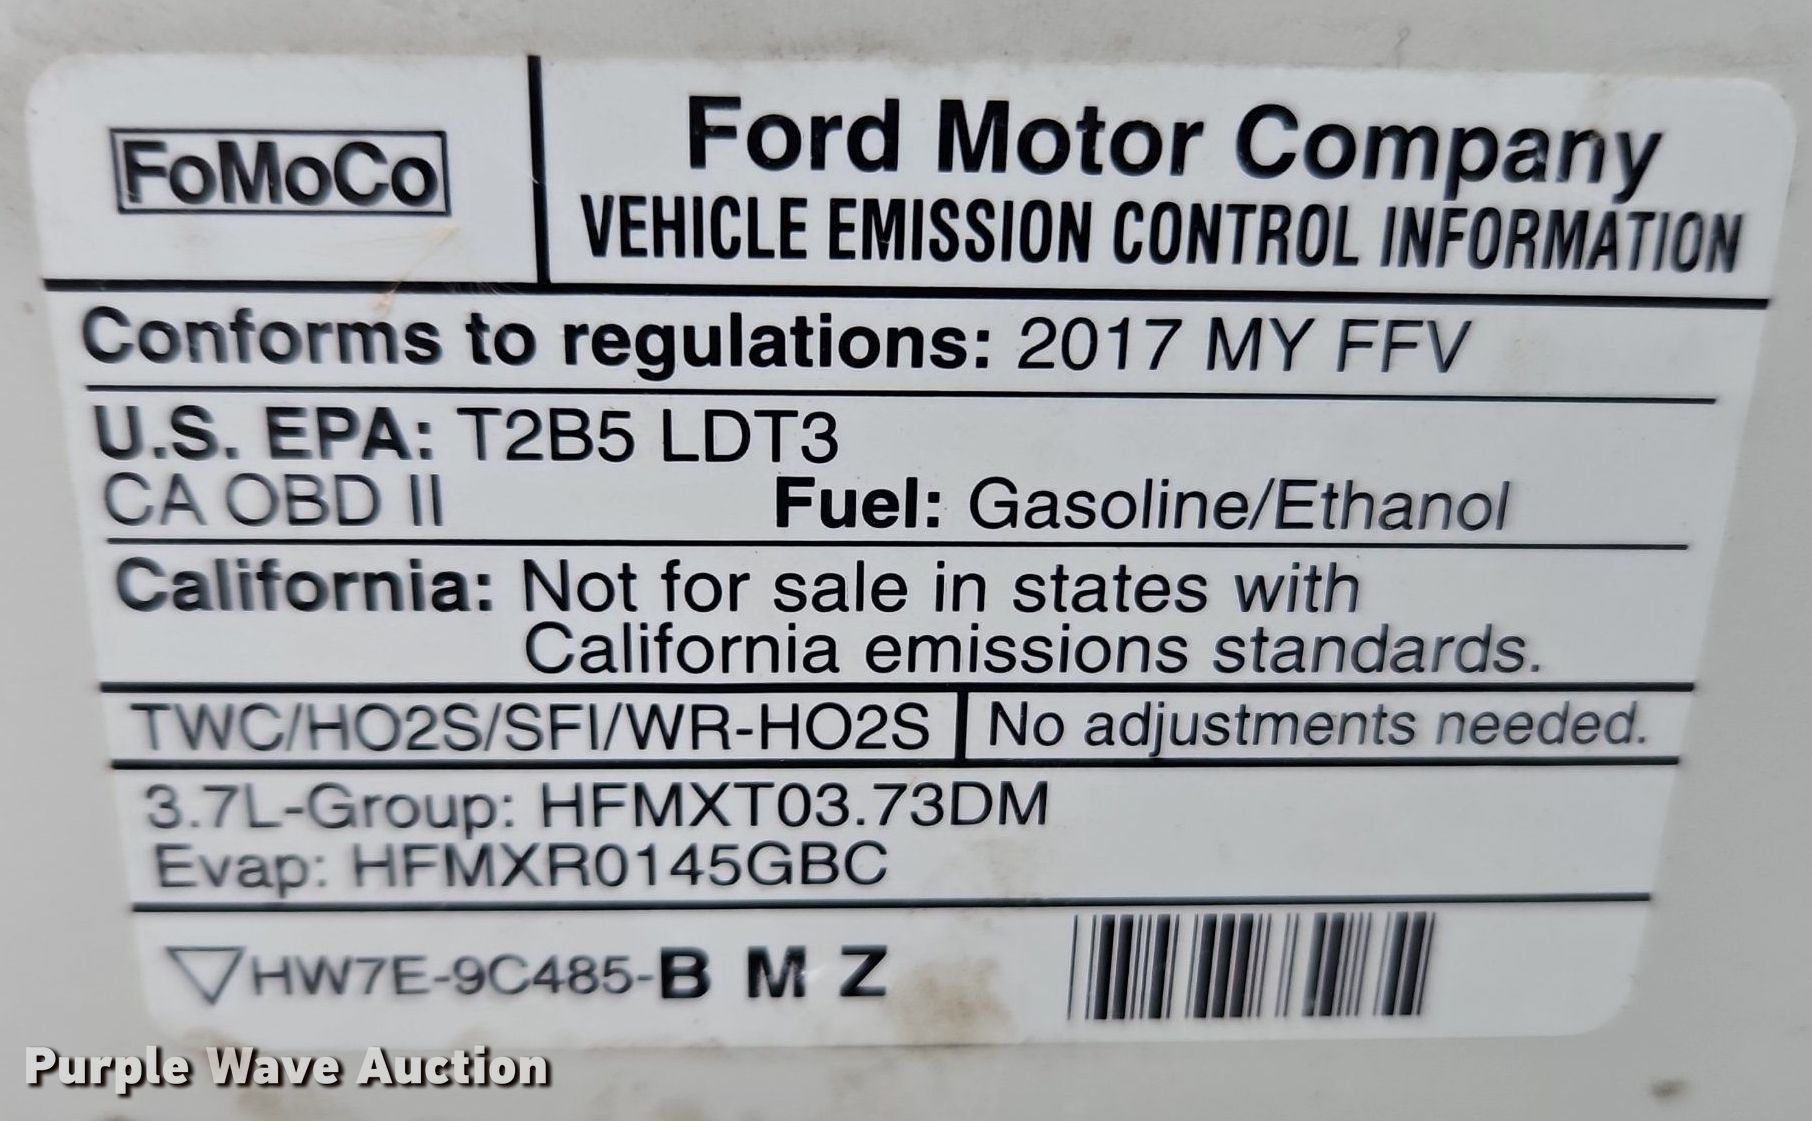 FoMoCo
Ford Motor Company
VEHICLE EMISSION CONTROL INFORMATION
Conforms to regulations: 2017 MY FFV
U.S. EPA: T2B5 LDT3
CA OBD II Fuel: Gasoline/Ethanol
California: Not for sale in states with
California emissions standards.
TWC/HO2S/SFI/WR-HO2S No adjustments needed.
3.7L-Group: HFMXT03.73DM
Evap: HFMXR0145GBC
HW7E-9C485-B M Z
Purple Wave Auction